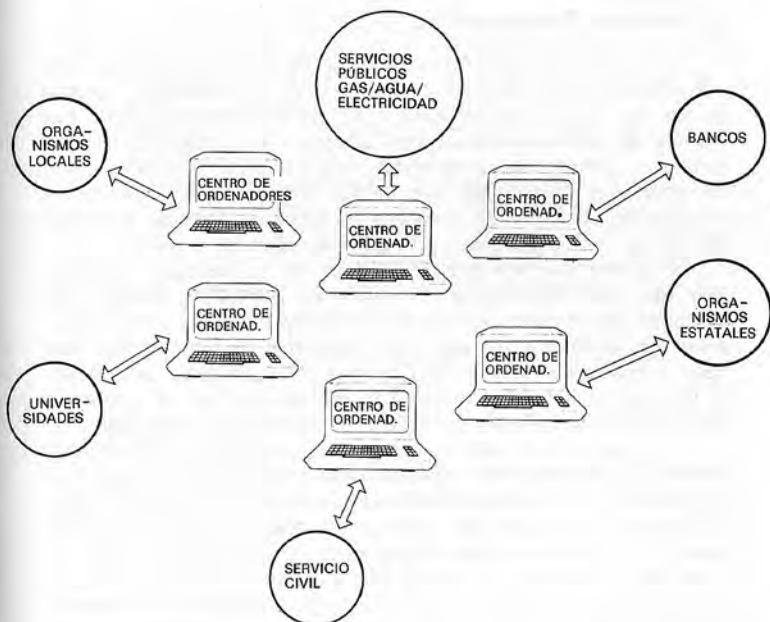 SERVICIOS
PÚBLICOS
GAS/AGUA/
ELECTRICIDAD
ORGA-
NISMOS
LOCALES
BANCOS
CENTRO DE
ORDENADORES
CENTRO DE
ORDENAD.
CENTRO DE
ORDENAD.
ORGA-
NISMOS
ESTATALES
CENTRO DE
ORDENAD.
CENTRO DE
ORDENAD.
UNIVER-
SIDADES
CENTRO DE
ORDENAD.
SERVICIO
CIVIL